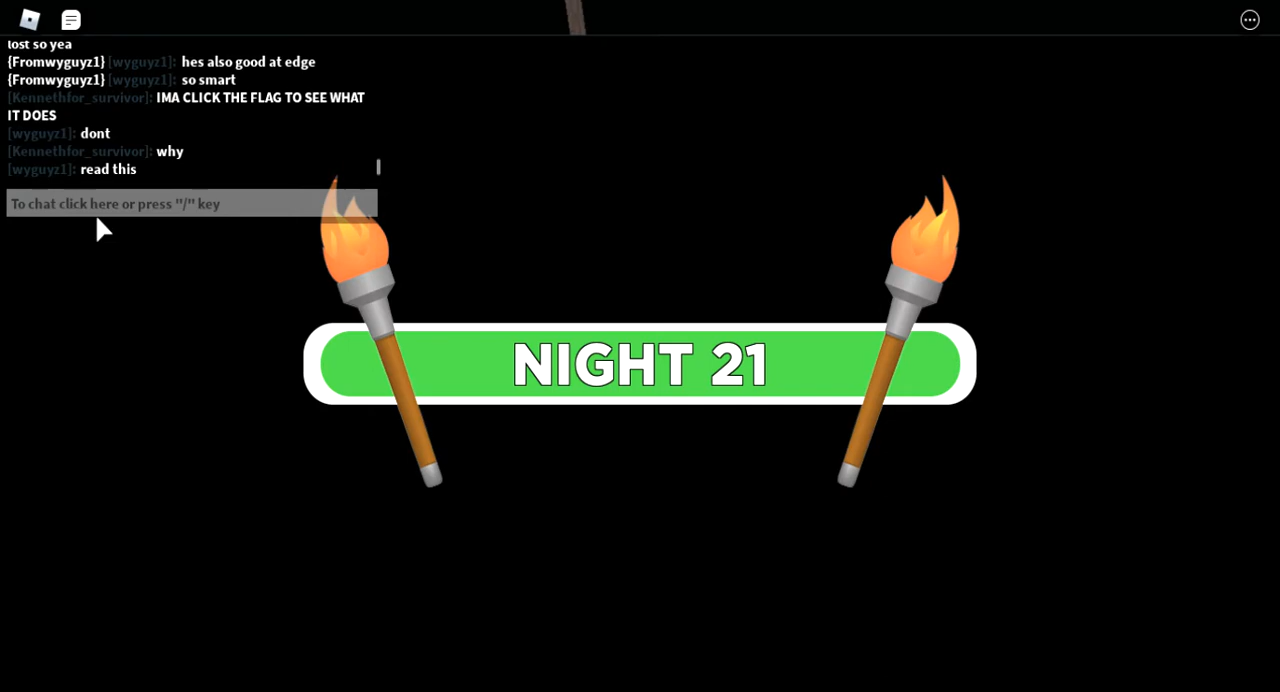 lost so yea
{Fromwyguyz1} [wyguyz1]: hes also good at edge
{Fromwyguyz1} [wyguyz1]: so smart
[Kennethfor_survivor]: IMA CLICK THE FLAG TO SEE WHAT
IT DOES
[wyguyz1]: dont
[Kennethfor_survivor]: why
[wyguyz1]: read this
To chat click here or press "/" key
NIGHT 21